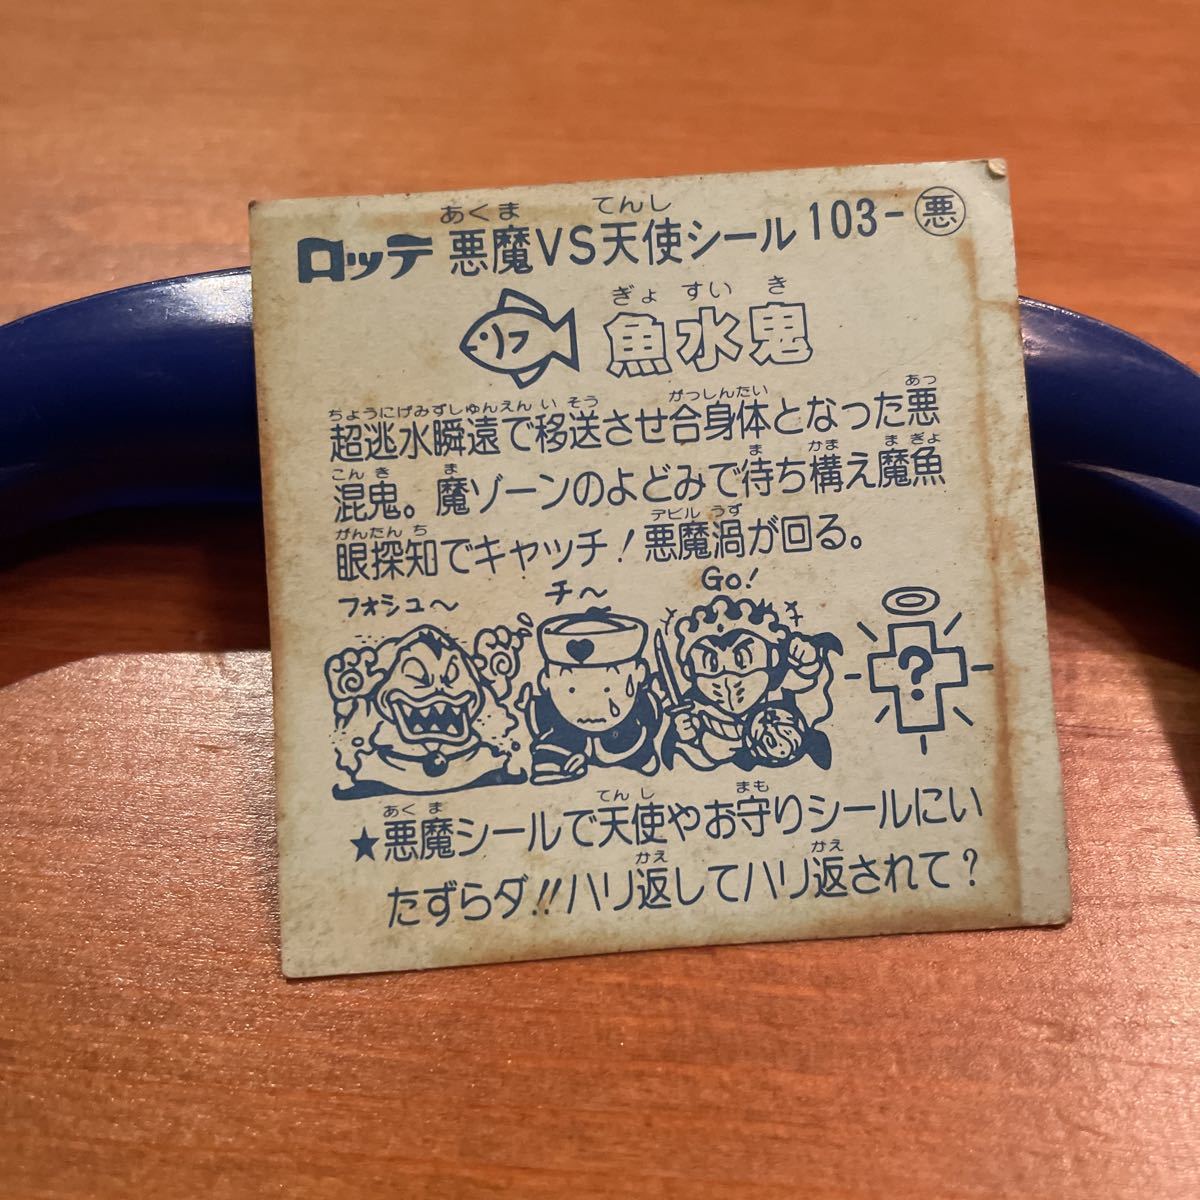 あくま てんし
ロッテ 悪魔VS天使シール 103-悪
ぎょ すい き
魚水鬼
ちょうにげみずしゅんえん い そう がっしんたい あっ
超逃水瞬遠で移送させ合身体となった悪
こん き ま ま かま ま ぎょ
混鬼。魔ゾーンのよどみで待ち構え魔魚
がんたん ち デビル うず
眼探知でキャッチ!悪魔渦が回る。
フォシュ〜 チ〜 Go!
?
あく ま てん し まも
★悪魔シールで天使やお守りシールにい
かえ かえ
たずらダ!!ハリ返してハリ返されて?